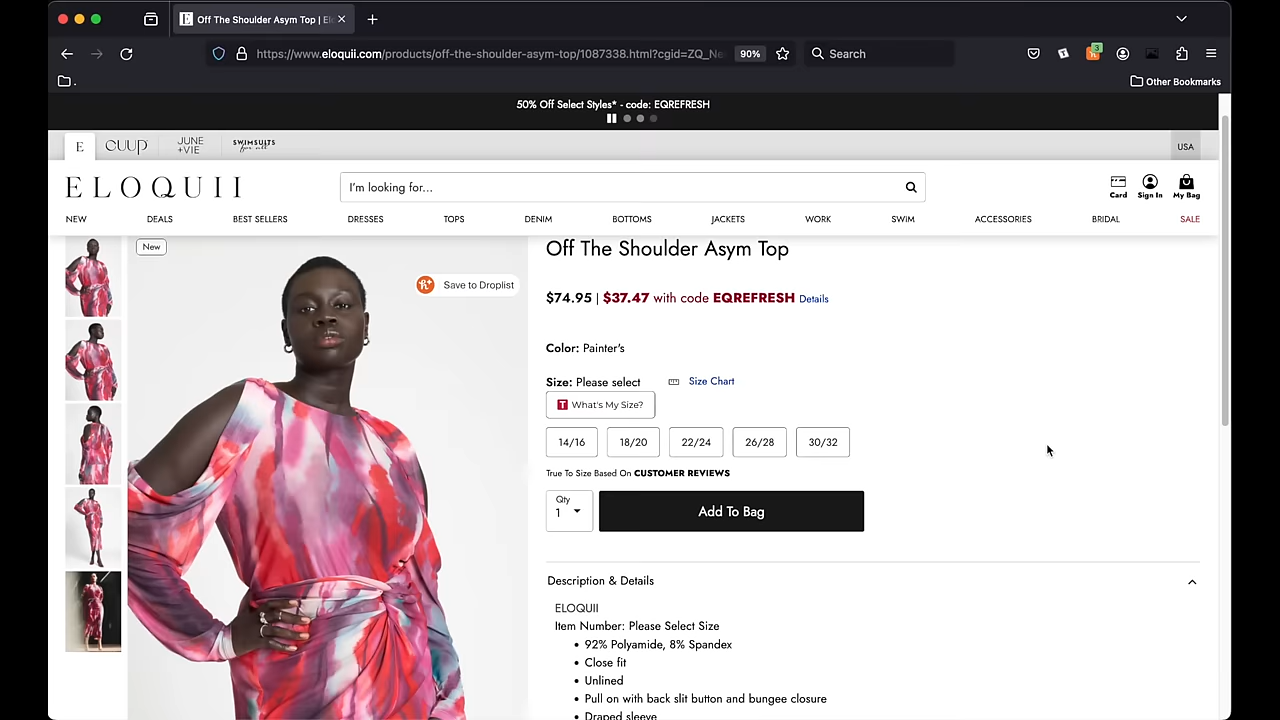 E Off The Shoulder Asym Top | El
https://www.eloquii.com/products/off-the-shoulder-asym-top/1087338.html?cgid=ZQ_Ne
90%
Search
3
.
Other Bookmarks
50% Off Select Styles* - code: EQREFRESH
E
CUUP
JUNE
+VIE
SWIMSUITS
for all
USA
ELOQUII
I'm looking for...
Card
Sign In
My Bag
NEW
DEALS
BEST SELLERS
DRESSES
TOPS
DENIM
BOTTOMS
JACKETS
WORK
SWIM
ACCESSORIES
BRIDAL
SALE
New
Save to Droplist
Off The Shoulder Asym Top
$74.95 | $37.47 with code EQREFRESH Details
Color: Painter's
Size: Please select
Size Chart
T What's My Size?
14/16
18/20
22/24
26/28
30/32
True To Size Based On CUSTOMER REVIEWS
Qty
1
Add To Bag
Description & Details
ELOQUII
Item Number: Please Select Size
• 92% Polyamide, 8% Spandex
• Close fit
• Unlined
• Pull on with back slit button and bungee closure
• Draped sleeve